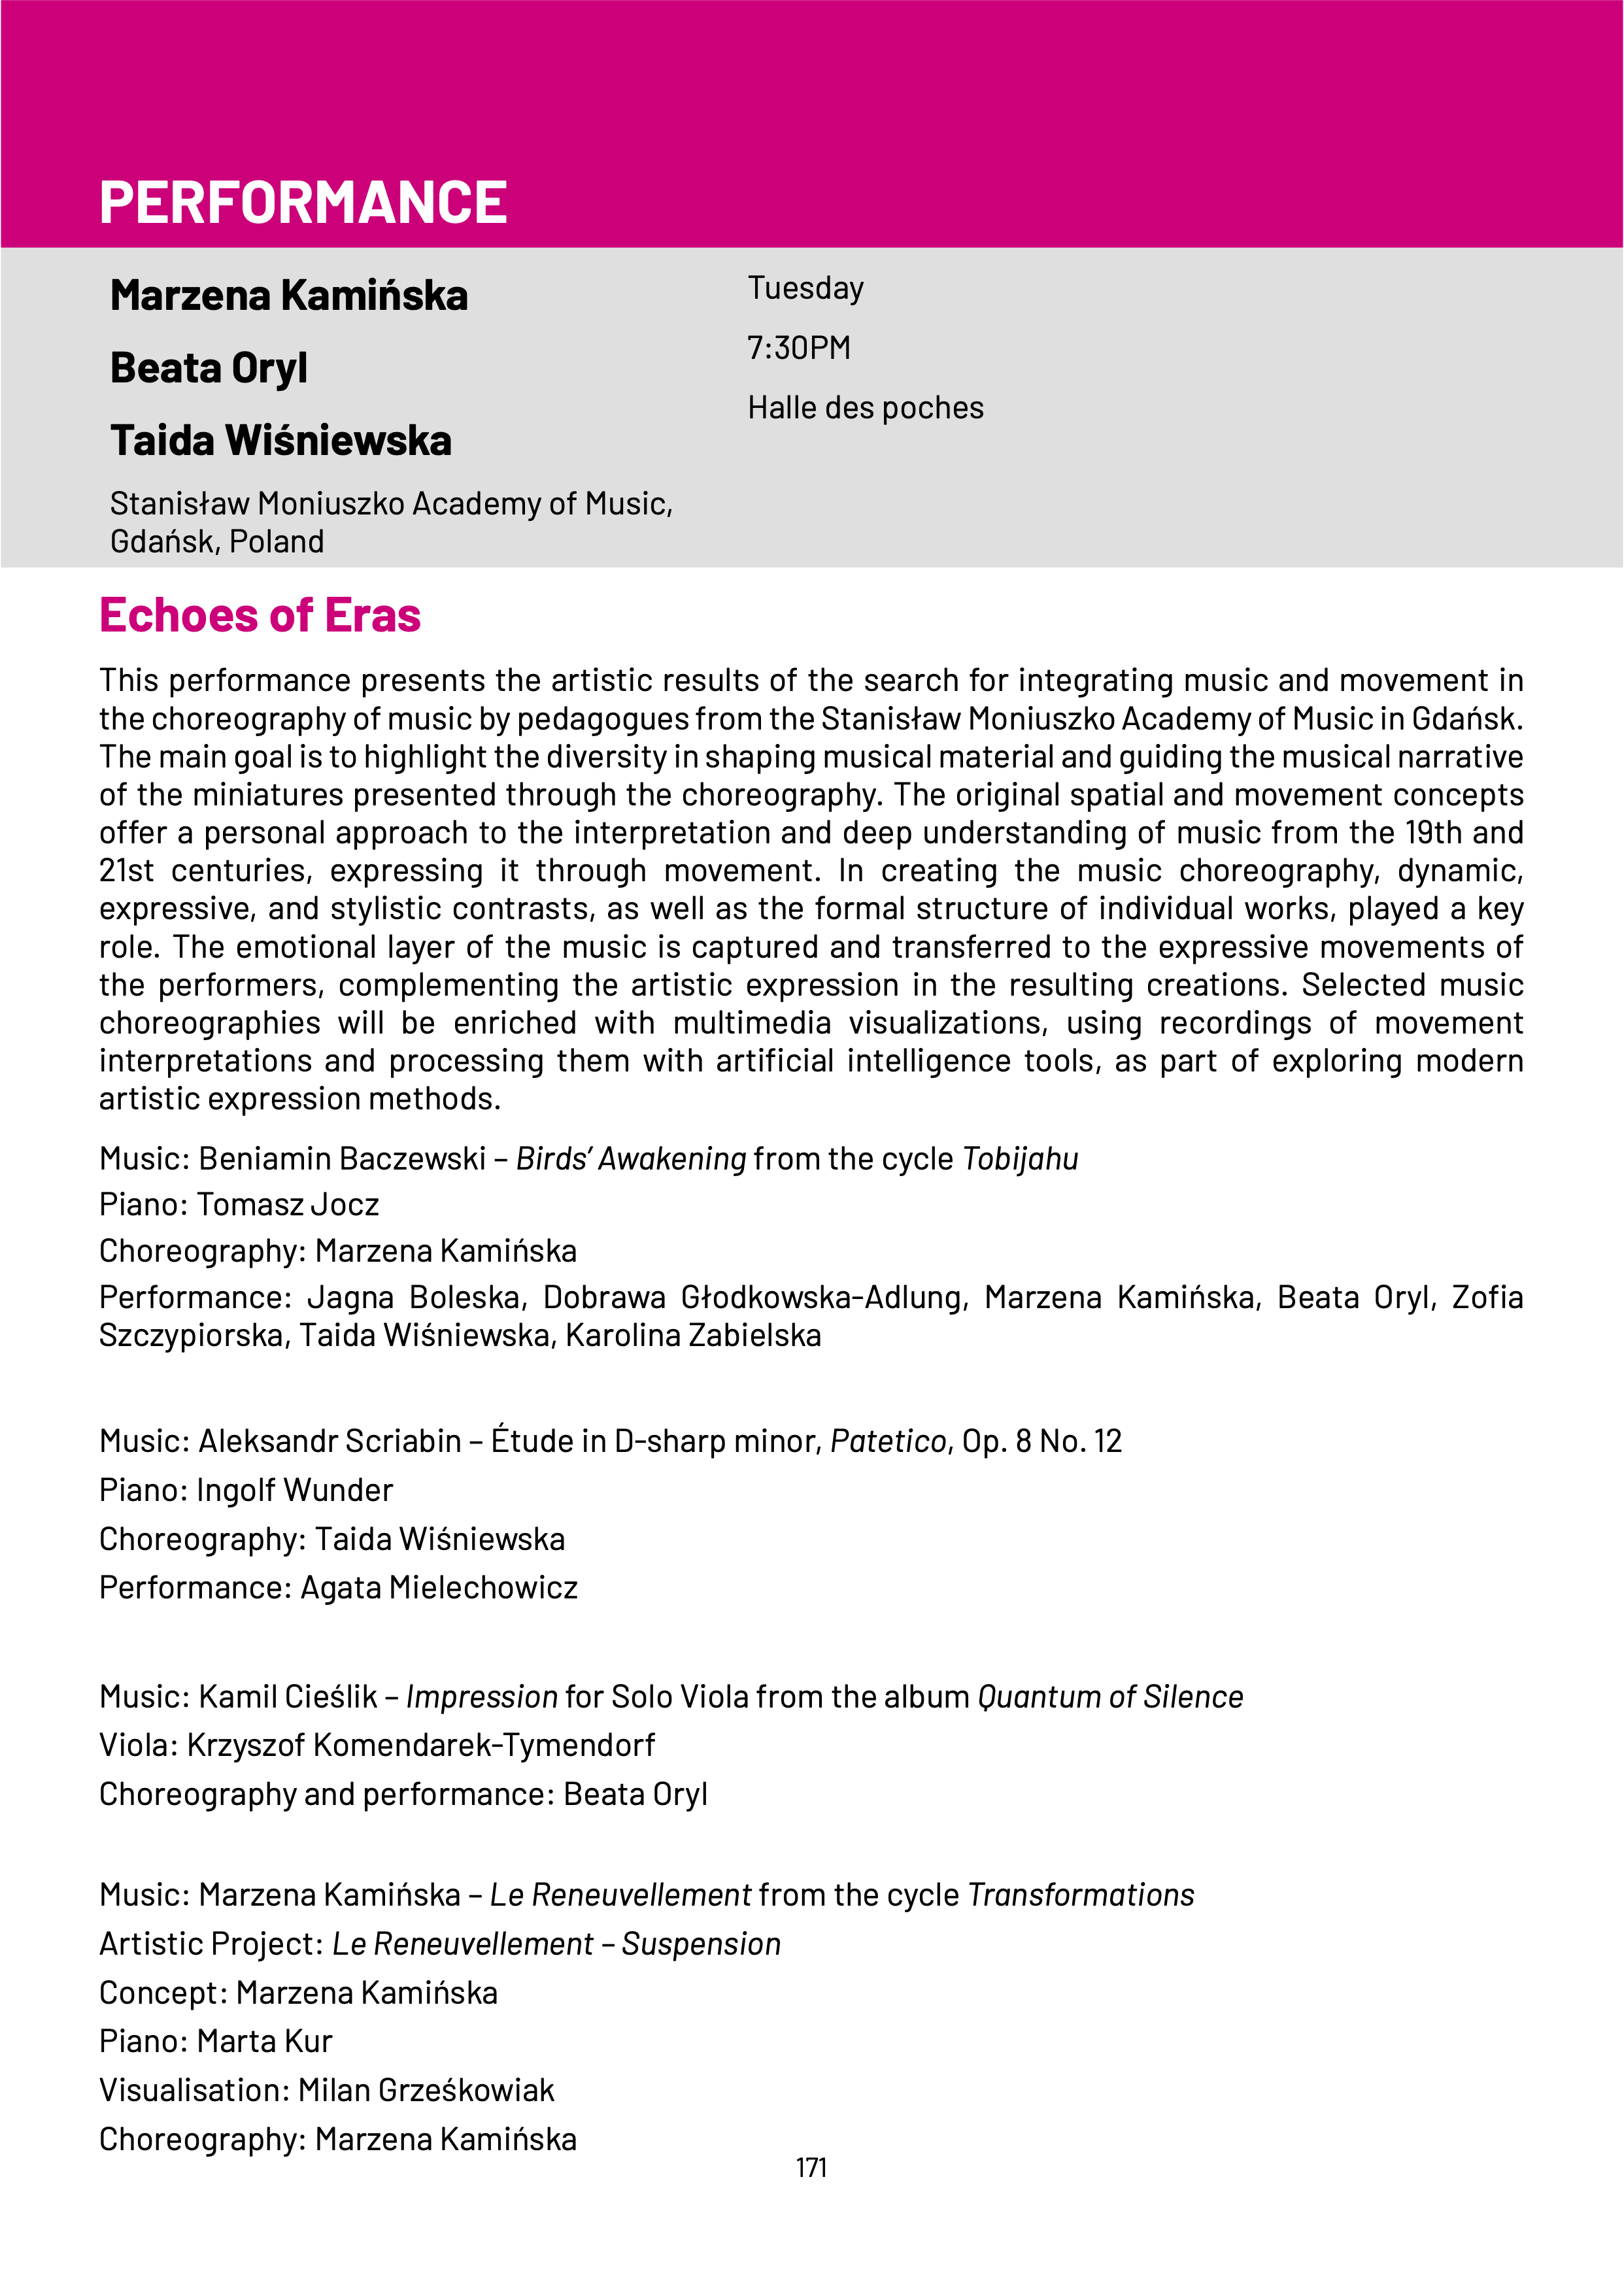 PERFORMANCE
Marzena Kamińska
Beata Oryl
Taida Wiśniewska
Stanisław Moniuszko Academy of Music,
Gdańsk, Poland
Tuesday
7:30PM
Halle des poches
Echoes of Eras
This performance presents the artistic results of the search for integrating music and movement in
the choreography of music by pedagogues from the Stanisław Moniuszko Academy of Music in Gdańsk.
The main goal is to highlight the diversity in shaping musical material and guiding the musical narrative
of the miniatures presented through the choreography. The original spatial and movement concepts
offer a personal approach to the interpretation and deep understanding of music from the 19th and
21st centuries, expressing it through movement. In creating the music choreography, dynamic,
expressive, and stylistic contrasts, as well as the formal structure of individual works, played a key
role. The emotional layer of the music is captured and transferred to the expressive movements of
the performers, complementing the artistic expression in the resulting creations. Selected music
choreographies will be enriched with multimedia visualizations, using recordings of movement
interpretations and processing them with artificial intelligence tools, as part of exploring modern
artistic expression methods.
Music: Beniamin Baczewski – Birds’ Awakening from the cycle Tobijahu
Piano: Tomasz Jocz
Choreography: Marzena Kamińska
Performance: Jagna Boleska, Dobrawa Głodkowska-Adlung, Marzena Kamińska, Beata Oryl, Zofia
Szczypiorska, Taida Wiśniewska, Karolina Zabielska
Music: Aleksandr Scriabin – Étude in D-sharp minor, Patetico, Op. 8 No. 12
Piano: Ingolf Wunder
Choreography: Taida Wiśniewska
Performance: Agata Mielechowicz
Music: Kamil Cieślik – Impression for Solo Viola from the album Quantum of Silence
Viola: Krzyszof Komendarek-Tymendorf
Choreography and performance: Beata Oryl
Music: Marzena Kamińska – Le Reneuvellement from the cycle Transformations
Artistic Project: Le Reneuvellement – Suspension
Concept: Marzena Kamińska
Piano: Marta Kur
Visualisation: Milan Grześkowiak
Choreography: Marzena Kamińska
171